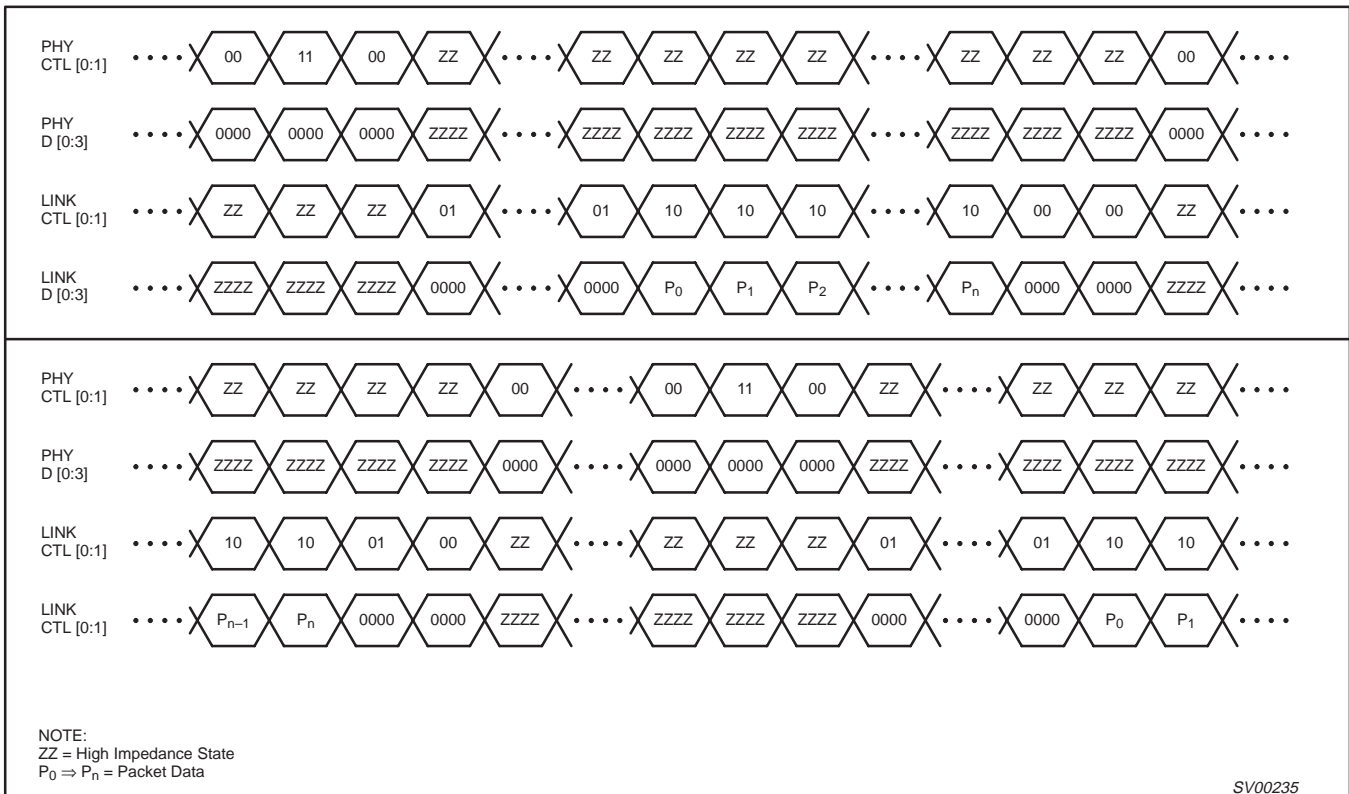 PHY
CTL [0:1]
00 11 00 ZZ ZZ ZZ ZZ ZZ ZZ ZZ ZZ 00
PHY
D [0:3]
0000 0000 0000 ZZZZ ZZZZ ZZZZ ZZZZ ZZZZ ZZZZ ZZZZ ZZZZ 0000
LINK
CTL [0:1]
ZZ ZZ ZZ 01 01 10 10 10 10 00 00 ZZ
LINK
D [0:3]
ZZZZ ZZZZ ZZZZ 0000 0000 P0 P1 P2 Pn 0000 0000 ZZZZ
PHY
CTL [0:1]
ZZ ZZ ZZ ZZ 00 00 11 00 ZZ ZZ ZZ ZZ
PHY
D [0:3]
ZZZZ ZZZZ ZZZZ ZZZZ 0000 0000 0000 0000 ZZZZ ZZZZ ZZZZ ZZZZ
LINK
CTL [0:1]
10 10 01 00 ZZ ZZ ZZ ZZ 01 01 10 10
LINK
CTL [0:1]
Pn–1 Pn 0000 0000 ZZZZ ZZZZ ZZZZ ZZZZ 0000 0000 P0 P1
NOTE:
ZZ = High Impedance State
P0 ⇒ Pn = Packet Data
SV00235